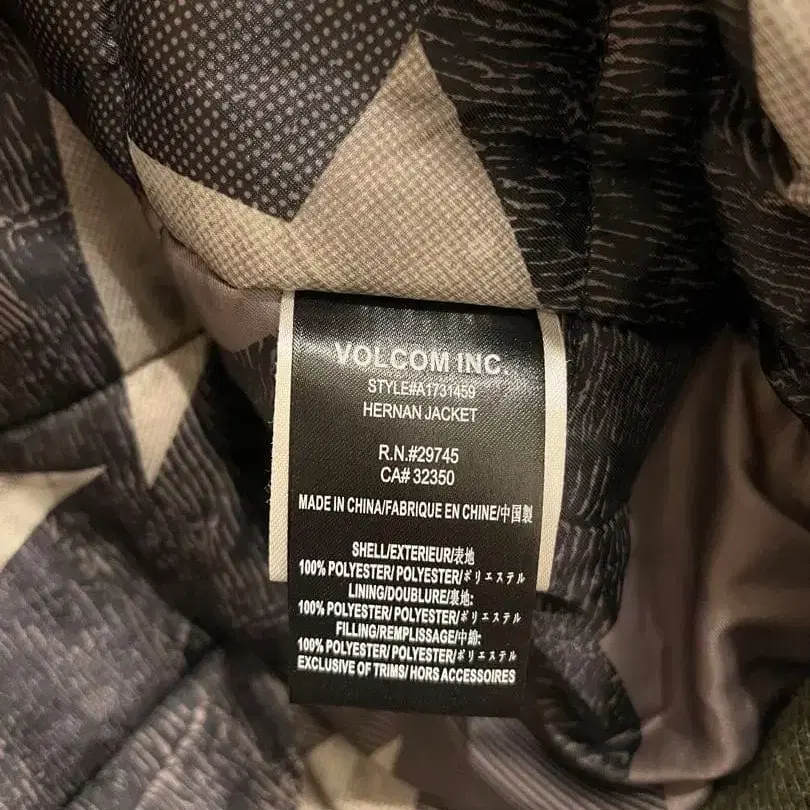 VOLCOM INC.
STYLE#A1731459
HERNAN JACKET
R.N.#29745
CA# 32350
MADE IN CHINA/FABRIQUE EN CHINE/中国製
SHELL/EXTERIEUR/表地
100% POLYESTER/ POLYESTER/ポリエステル
LINING/DOUBLURE/裏地:
100% POLYESTER/ POLYESTER/ポリエステル
FILLING/REMPLISSAGE/中綿:
100% POLYESTER/ POLYESTER/ポリエステル
EXCLUSIVE OF TRIMS/ HORS ACCESSOIRES